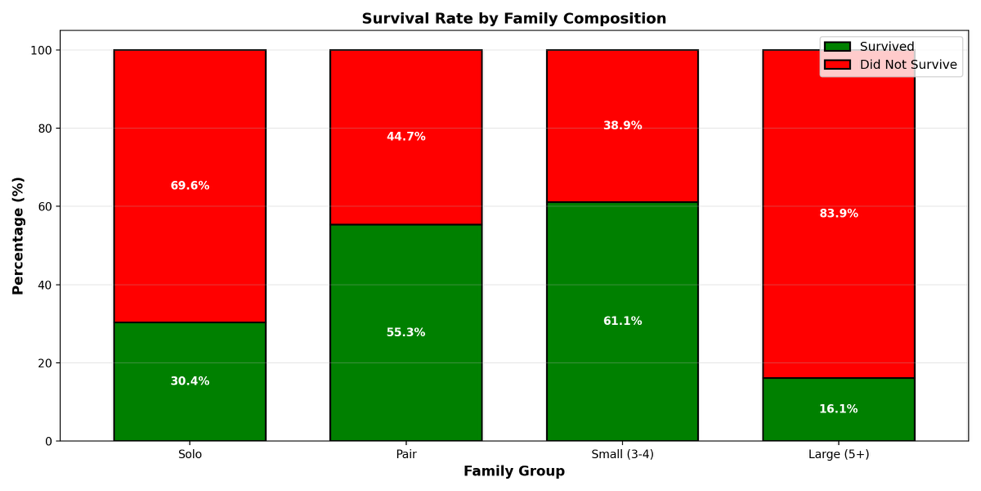 Survival Rate by Family Composition
Survived
Did Not Survive
100
80
60
40
20
0
Percentage (%)
69.6%
30.4%
44.7%
55.3%
38.9%
61.1%
83.9%
16.1%
Solo
Pair
Small (3-4)
Large (5+)
Family Group